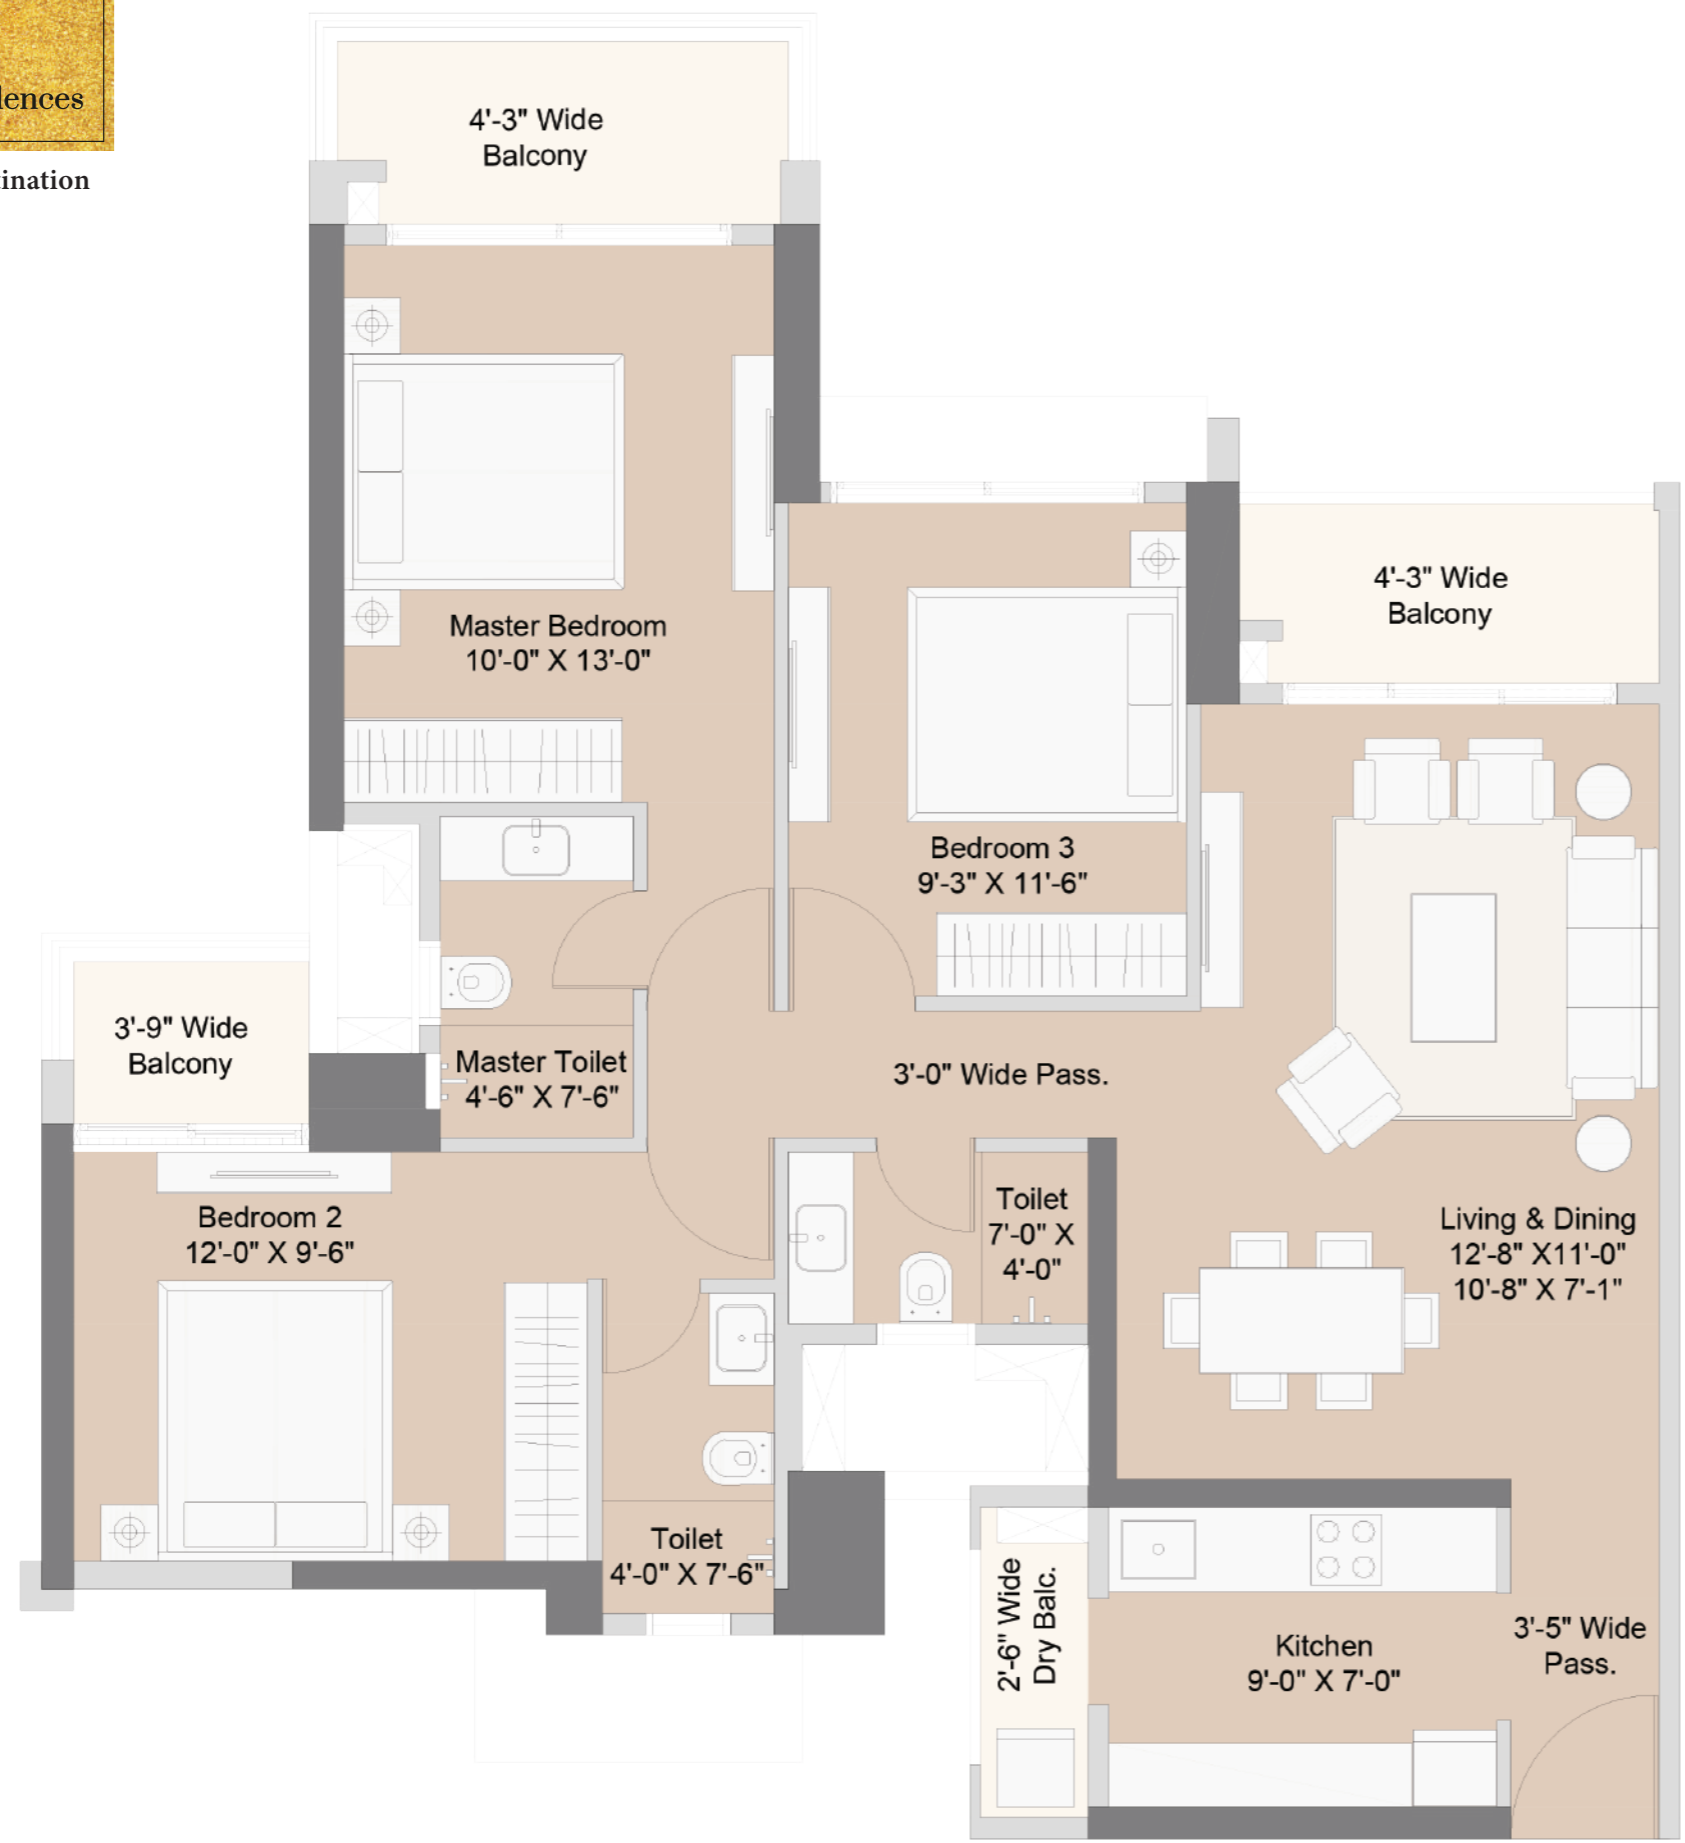 4'-3" Wide
Balcony
Master Bedroom
10'-0" X 13'-0"
4'-3" Wide
Balcony
Bedroom 3
9'-3" X 11'-6"
3'-9" Wide
Balcony
Master Toilet
4'-6" X 7'-6"
3'-0" Wide Pass.
Bedroom 2
12'-0" X 9'-6"
Toilet
7'-0" X
4'-0"
Living & Dining
12'-8" X11'-0"
10'-8" X 7'-1"
Toilet
4'-0" X 7'-6"
2'-6" Wide
Dry Balc.
Kitchen
9'-0" X 7'-0"
3'-5" Wide
Pass.